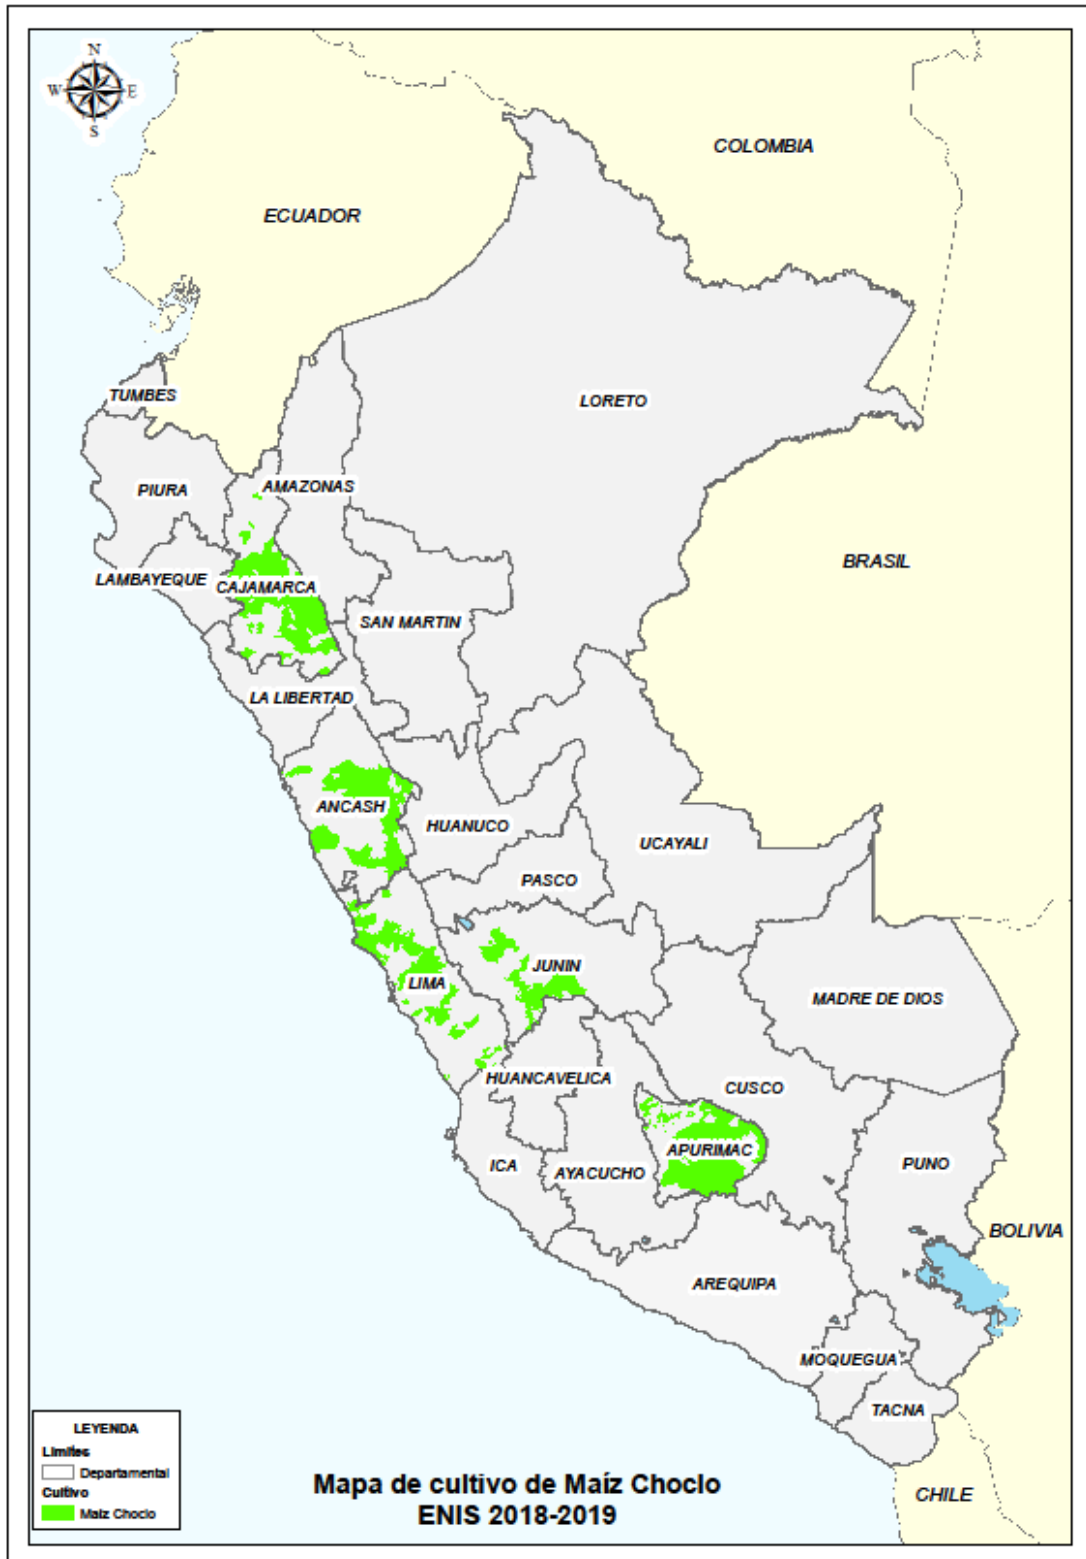 N
W E
S
COLOMBIA
ECUADOR
TUMBES
LORETO
PIURA
AMAZONAS
BRASIL
LAMBAYEQUE
CAJAMARCA
SAN MARTIN
LA LIBERTAD
ANCASH
HUANUCO
UCAYALI
PASCO
JUNIN
LIMA
MADRE DE DIOS
HUANCAVELICA
CUSCO
APURIMAC
ICA
AYACUCHO
PUNO
BOLIVIA
AREQUIPA
MOQUEGUA
TACNA
CHILE
LEYENDA
Límites
Departamental
Cultivo
Maíz Choclo
Mapa de cultivo de Maíz Choclo
ENIS 2018-2019